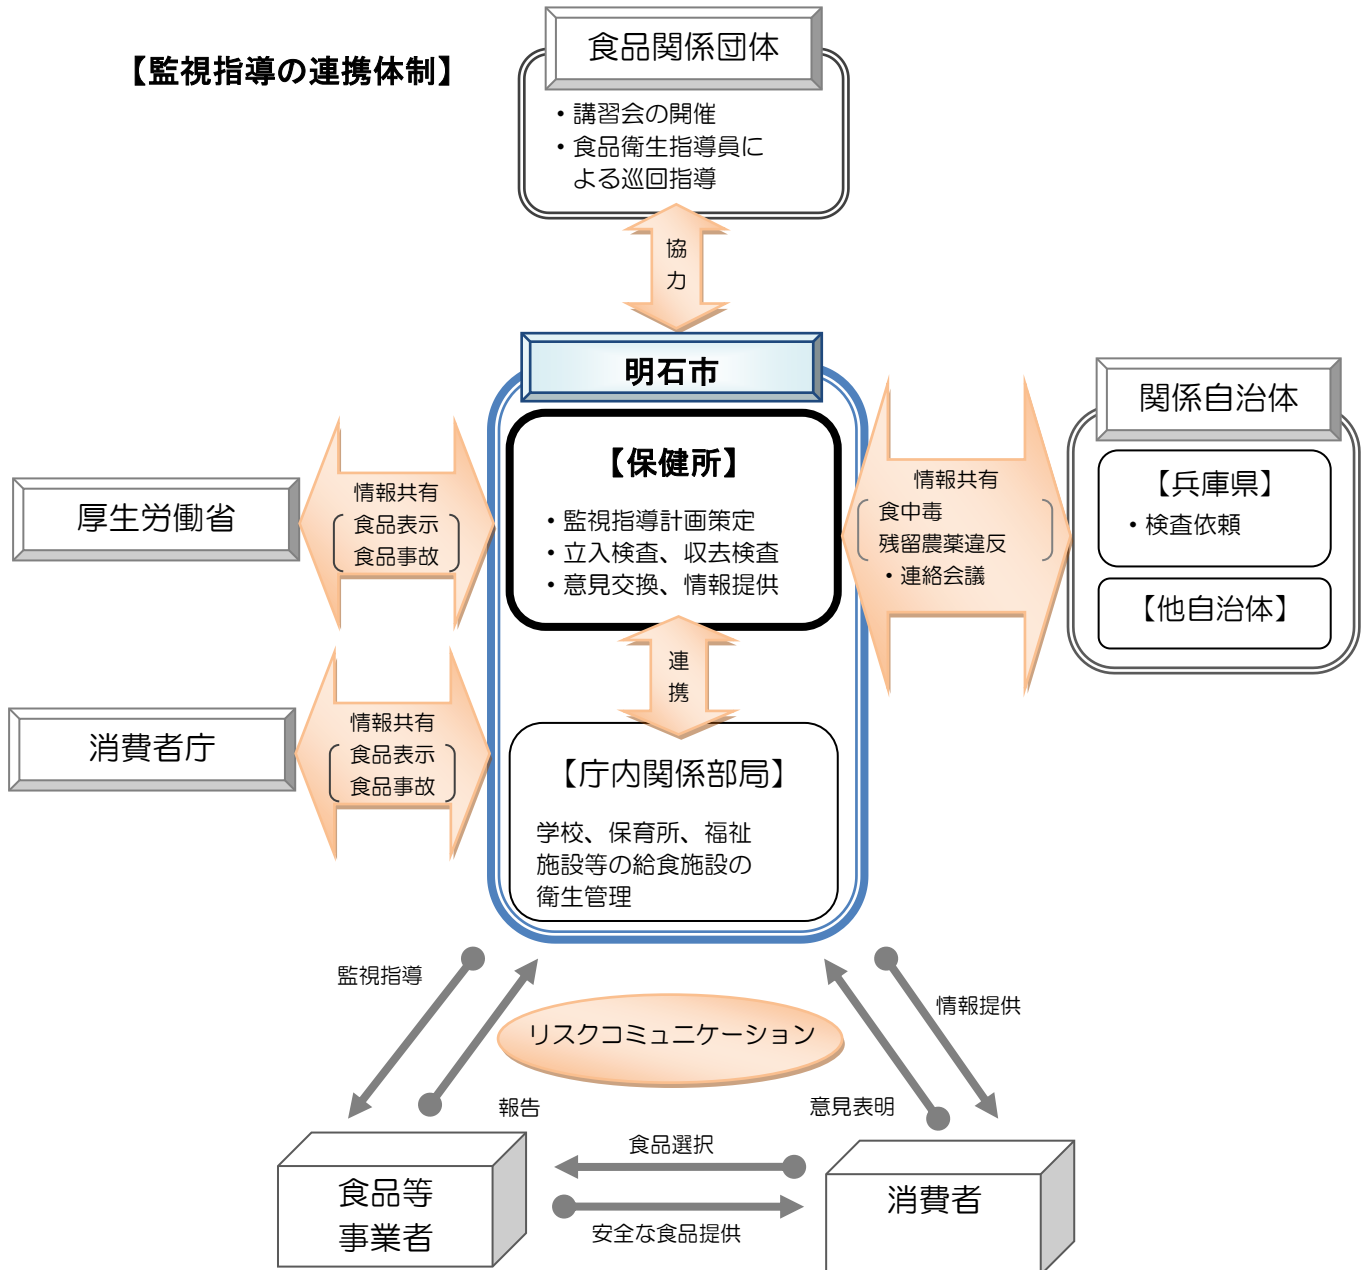 【監視指導の連携体制】
食品関係団体
・講習会の開催
・食品衛生指導員に
よる巡回指導
協
力
明石市
【保健所】
・監視指導計画策定
・立入検査、収去検査
・意見交換、情報提供
連
携
【庁内関係部局】
学校、保育所、福祉
施設等の給食施設の
衛生管理
厚生労働省
情報共有
食品表示
食品事故
消費者庁
情報共有
食品表示
食品事故
情報共有
食中毒
残留農薬違反
・連絡会議
関係自治体
【兵庫県】
・検査依頼
【他自治体】
監視指導
報告
リスクコミュニケーション
意見表明
情報提供
食品選択
安全な食品提供
食品等
事業者
消費者